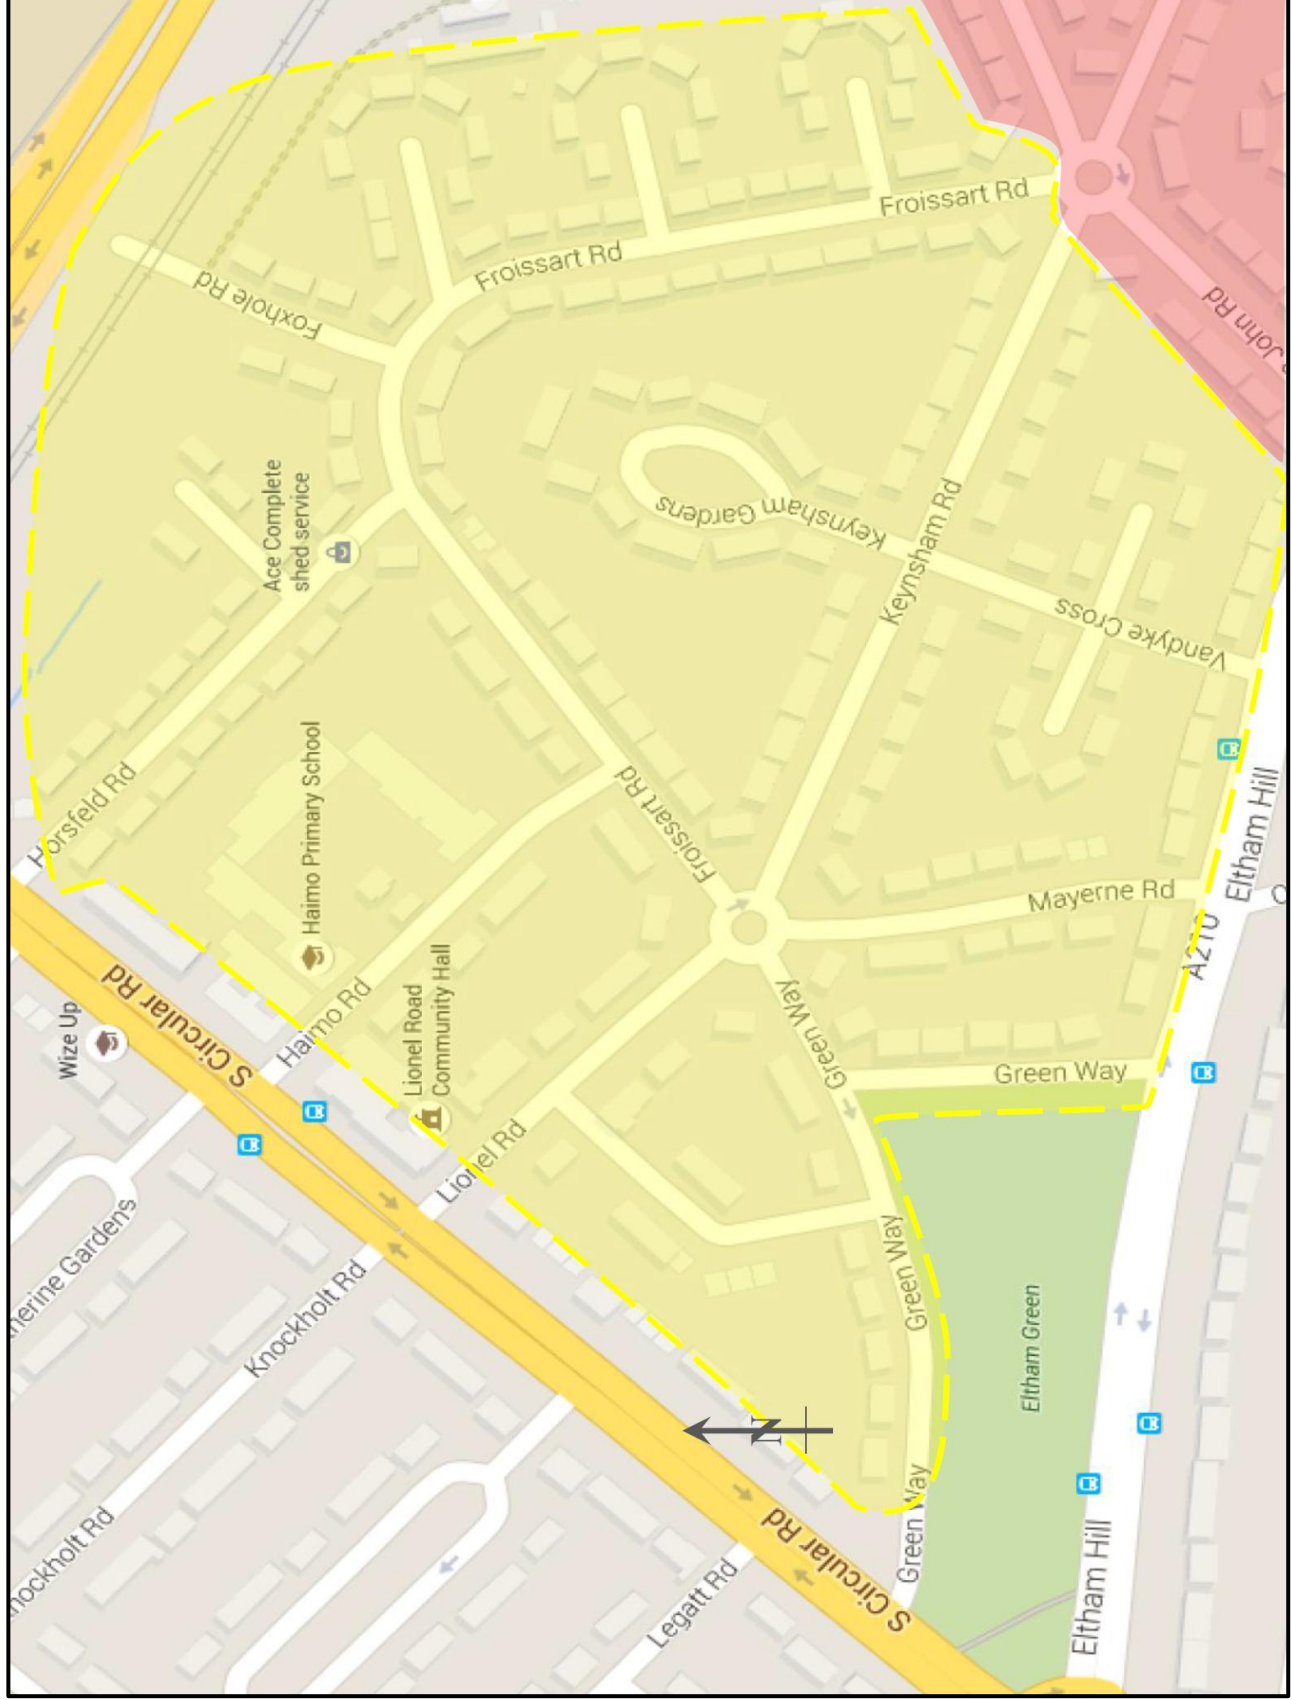 Foxhole Rd
Froissart Rd
Froissart Rd
John Rd
Ace Complete
shed service
Keynsham Gardens
Keynsham Rd
Vandyke Cross
Horsfeld Rd
Haimo Primary School
Froissart Rd
Mayerne Rd
Eltham Hill
A210
S Circular Rd
Wize Up
Haimo Rd
Lionel Road
Community Hall
Lionel Rd
Green Way
Green Way
Green Way
Green Way
Eltham Green
Knockholt Rd
Legatt Rd
S Circular Rd
Eltham Hill
N